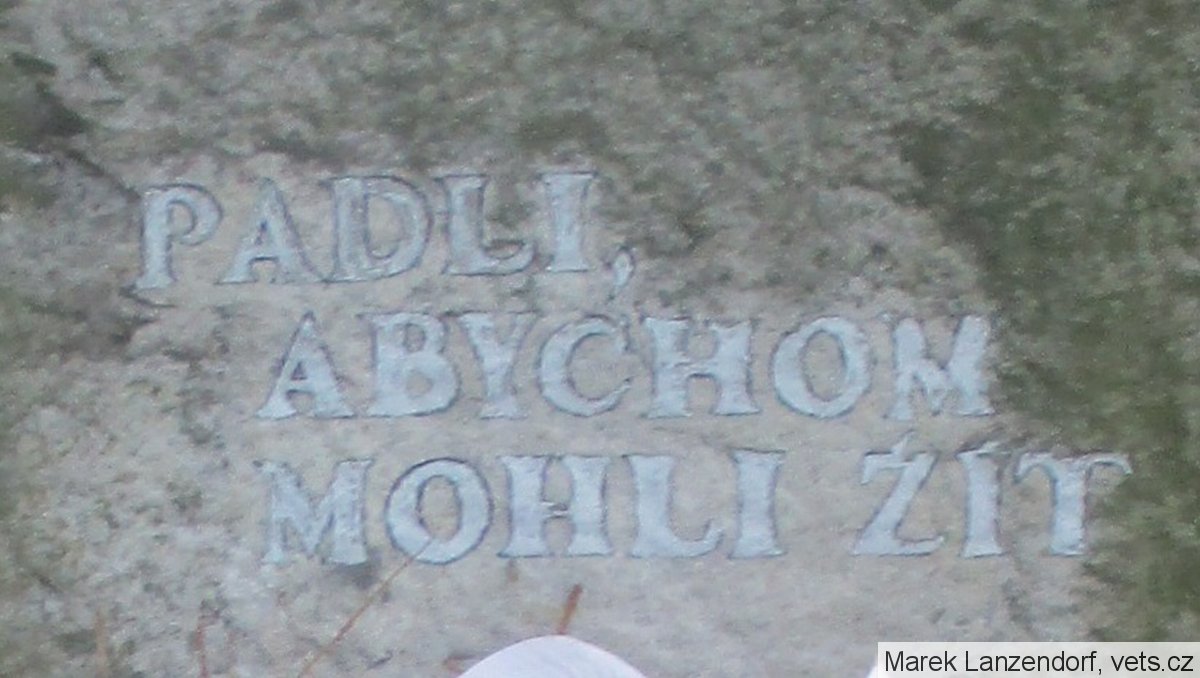 PADLI,
ABYCHOM
MOHLI ŽÍT
Marek Lanzendorf, vets.cz